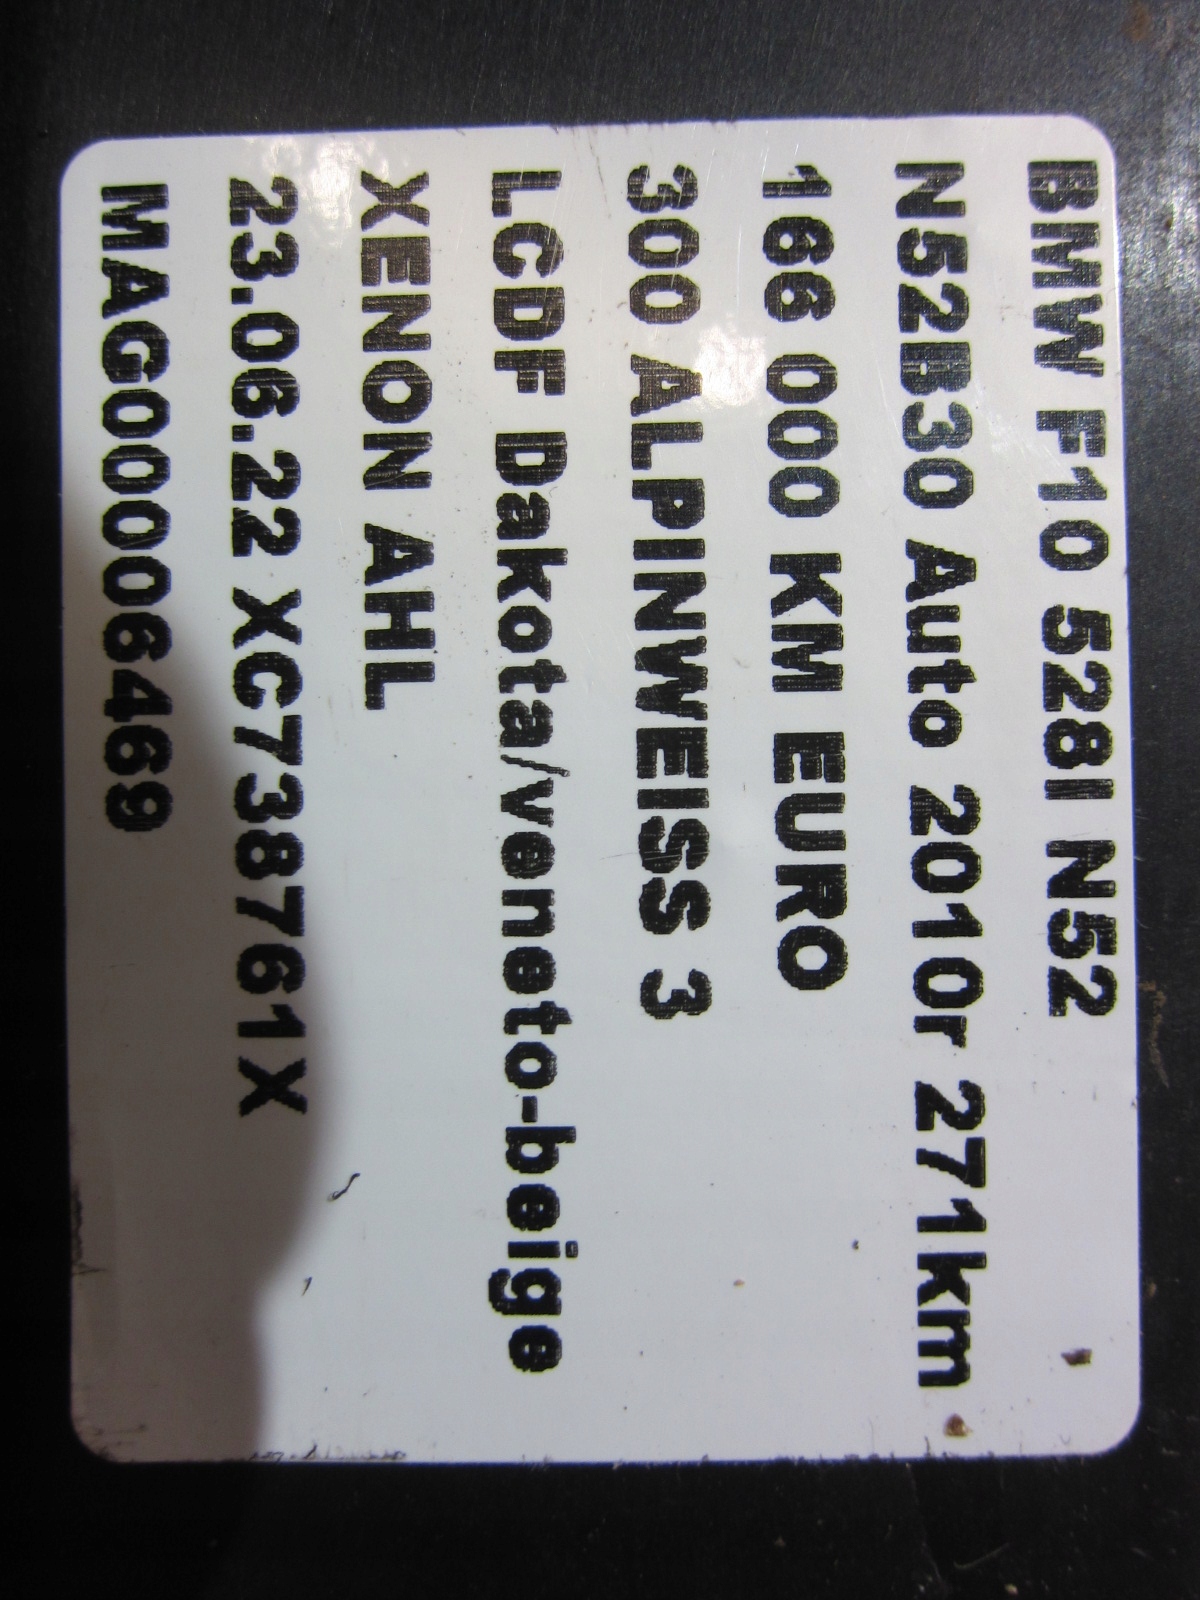 BMW F10 528I N52
N52B30 Auto 2010r 271km
166 000 KM EURO
300 ALPINWEISS 3
LCDF Dakota/veneto-beige
XENON AHL
23.06.22 XC738761X
MAG00006469